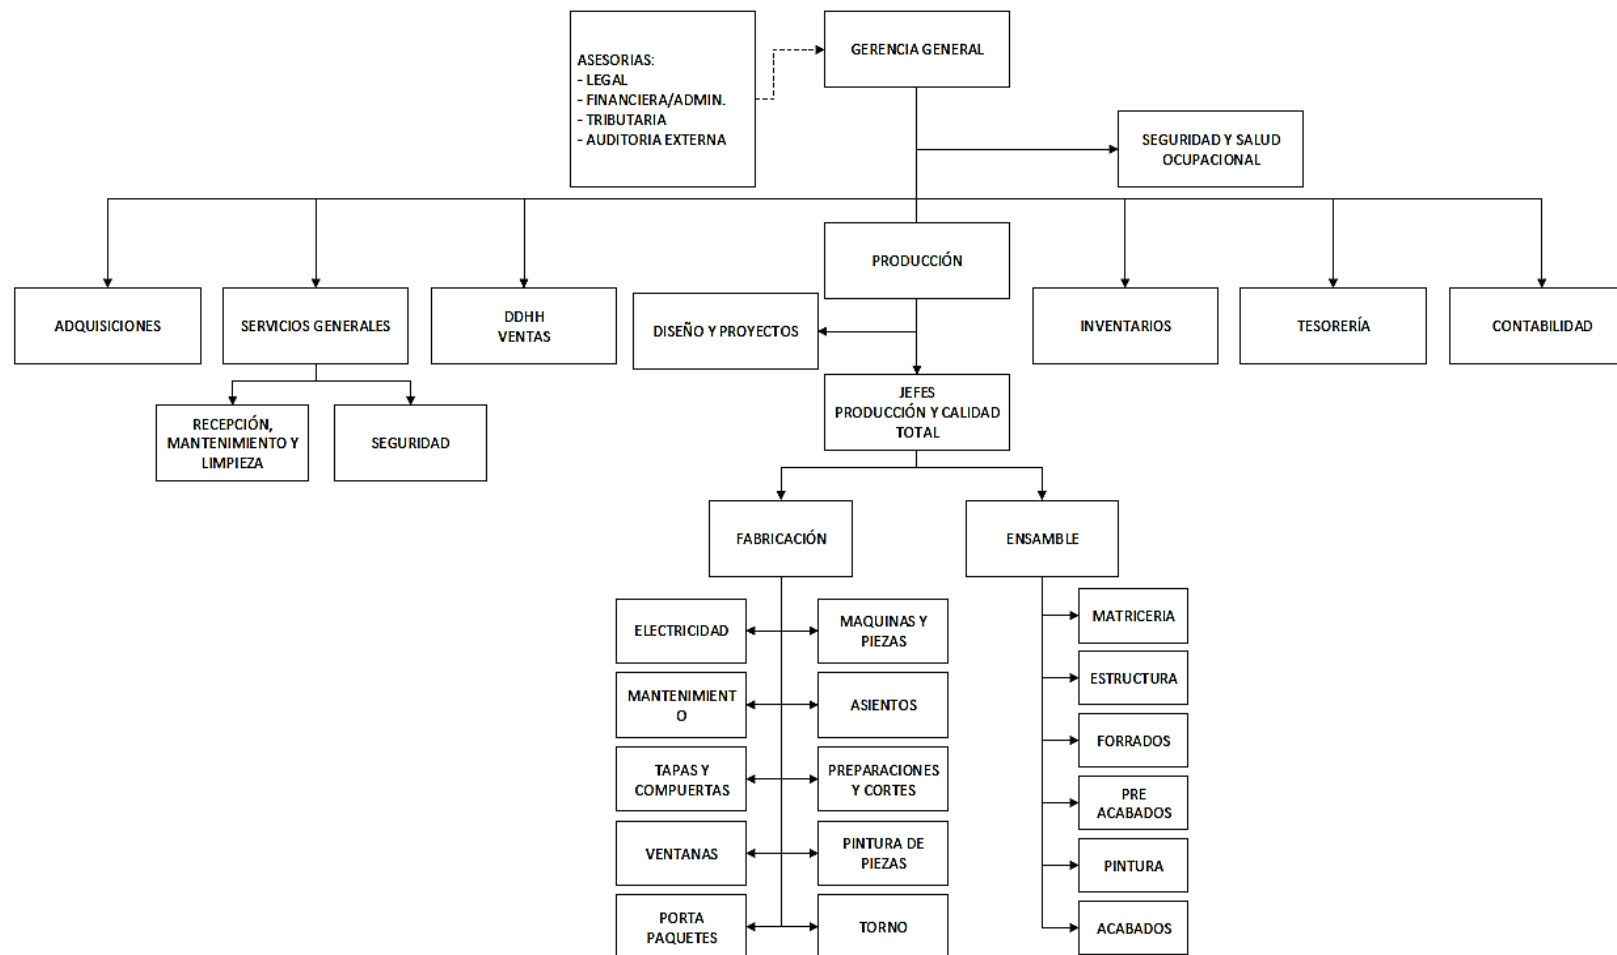 GERENCIA GENERAL
ASESORIAS:
- LEGAL
- FINANCIERA/ADMIN.
- TRIBUTARIA
- AUDITORIA EXTERNA
SEGURIDAD Y SALUD
OCUPACIONAL
PRODUCCIÓN
ADQUISICIONES
SERVICIOS GENERALES
DDHH
VENTAS
DISEÑO Y PROYECTOS
INVENTARIOS
TESORERÍA
CONTABILIDAD
JEFES
PRODUCCIÓN Y CALIDAD
TOTAL
RECEPCIÓN,
MANTENIMIENTO Y
LIMPIEZA
SEGURIDAD
FABRICACIÓN
ENSAMBLE
ELECTRICIDAD
MAQUINAS Y
PIEZAS
MATRICERIA
MANTENIMIENT
O
ASIENTOS
ESTRUCTURA
FORRADOS
TAPAS Y
COMPUERTAS
PREPARACIONES
Y CORTES
PRE
ACABADOS
VENTANAS
PINTURA DE
PIEZAS
PINTURA
PORTA
PAQUETES
TORNO
ACABADOS